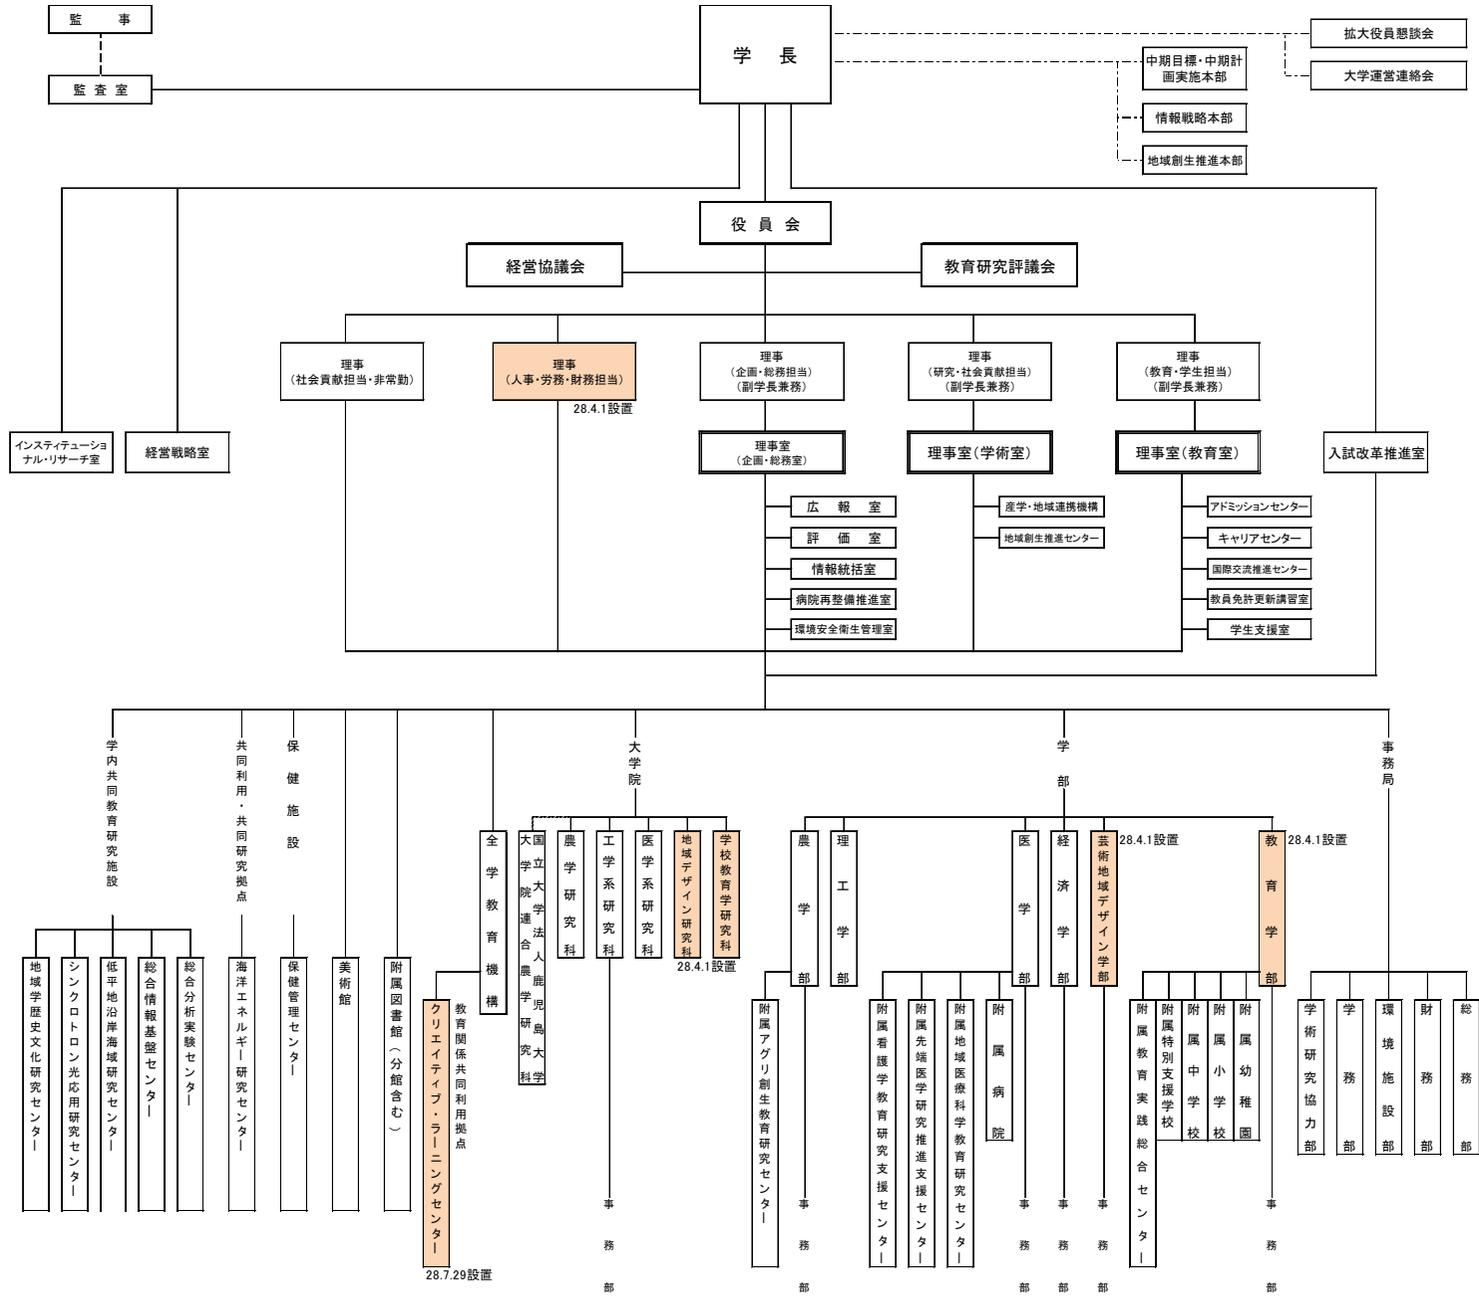 監事
学長
拡大役員懇談会
中期目標・中期計
画実施本部
大学運営連絡会
監査室
情報戦略本部
地域創生推進本部
役員会
経営協議会
教育研究評議会
理事
(社会貢献担当・非常勤)
理事
(人事・労務・財務担当)
28.4.1設置
理事
(企画・総務担当)
(副学長兼務)
理事
(研究・社会貢献担当)
(副学長兼務)
理事
(教育・学生担当)
(副学長兼務)
インスティテューショ
ナル・リサーチ室
経営戦略室
理事室
(企画・総務室)
理事室(学術室)
理事室(教育室)
入試改革推進室
広報室
評価室
情報統括室
病院再整備推進室
環境安全衛生管理室
産学・地域連携機構
地域創生推進センター
アドミッションセンター
キャリアセンター
国際交流推進センター
教員免許更新講習室
学生支援室
学内共同教育研究施設
共同利用・共同研究拠点
保健施設
大学院
学部
事務局
地域学歴史文化研究センター
シンクロトロン光応用研究センター
低平地沿岸海域研究センター
総合情報基盤センター
総合分析実験センター
海洋エネルギー研究センター
保健管理センター
美術館
附属図書館(分館含む)
全学教育機構
クリエイティブ・ラーニングセンター
教育関係共同利用拠点
28.7.29設置
国立大学法人鹿児島大学
大学院連合農学研究科
農学研究科
工学系研究科
事務部
医学系研究科
地域デザイン研究科
学校教育学研究科
28.4.1設置
農学部
附属アグリ創生教育研究センター
事務部
理工学部
医学部
附属看護学教育研究支援センター
附属先端医学研究推進支援センター
附属地域医療科学教育研究センター
附属病院
事務部
経済学部
事務部
芸術地域デザイン学部
28.4.1設置
事務部
教育学部
28.4.1設置
附属教育実践総合センター
附属特別支援学校
附属中学校
附属小学校
附属幼稚園
事務部
学術研究協力部
学務部
環境施設部
財務部
総務部